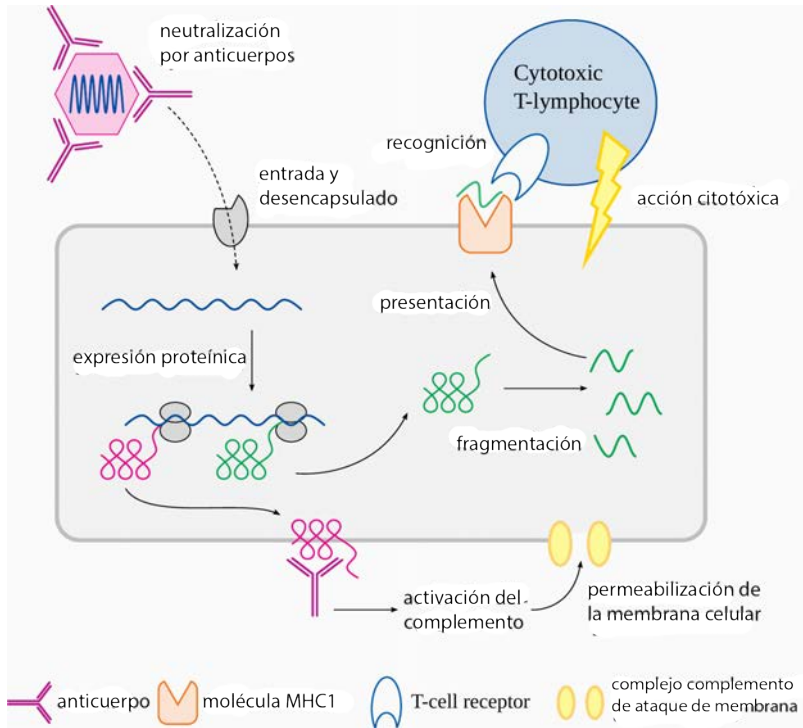 neutralización
por anticuerpos
Cytotoxic
T-lymphocyte
recognición
entrada y
desencapsulado
acción citotóxica
presentación
expresión proteínica
fragmentación
activación del
complemento
permeabilización de
la membrana celular
anticuerpo
molécula MHC1
T-cell receptor
complejo complemento
de ataque de membrana